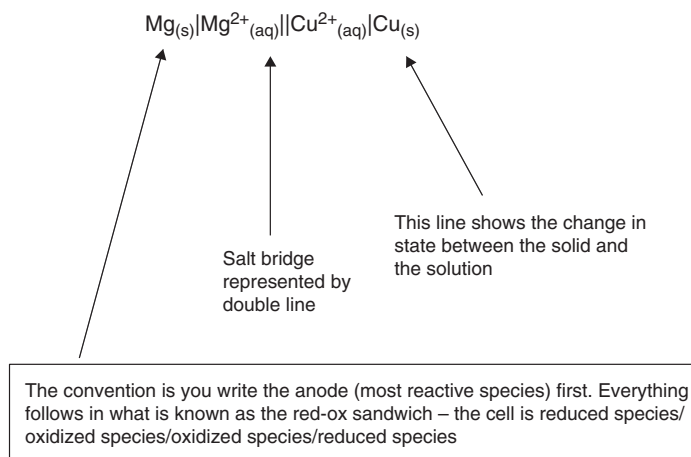 Mg(s)|Mg²⁺(aq)||Cu²⁺(aq)|Cu(s)
This line shows the change in
state between the solid and
the solution
Salt bridge
represented by
double line
The convention is you write the anode (most reactive species) first. Everything
follows in what is known as the red-ox sandwich – the cell is reduced species/
oxidized species/oxidized species/reduced species